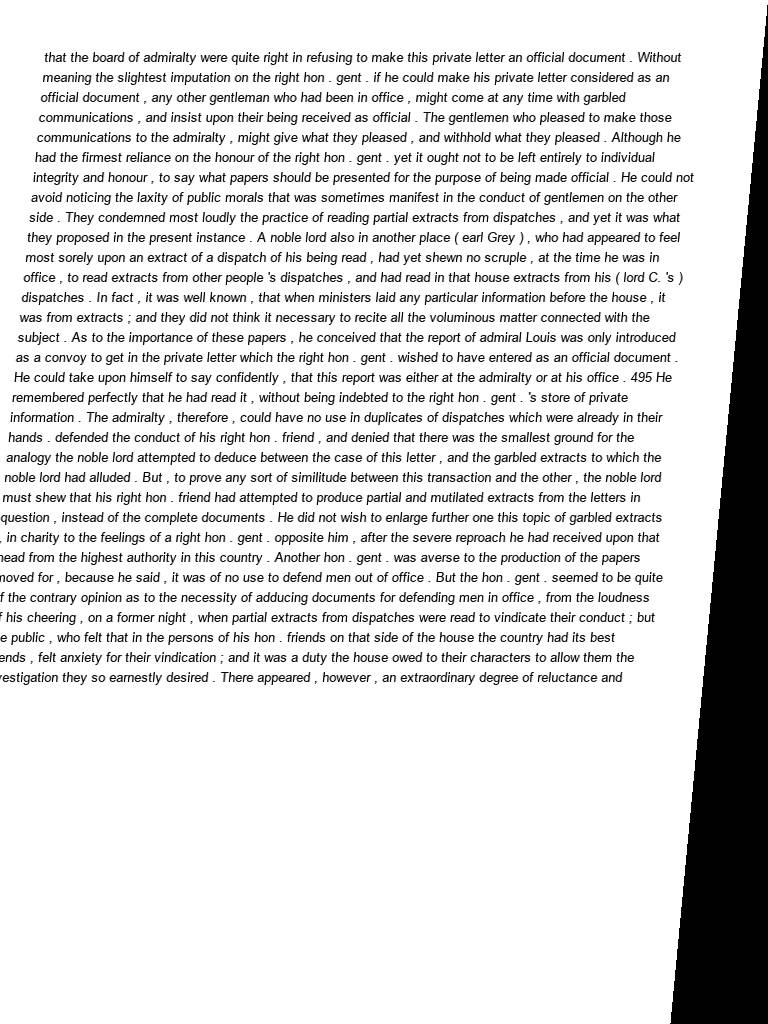 that the board of admiralty were quite right in refusing to make this private letter an official document . Without
meaning the slightest imputation on the right hon . gent . if he could make his private letter considered as an
official document , any other gentleman who had been in office , might come at any time with garbled
communications , and insist upon their being received as official . The gentlemen who pleased to make those
communications to the admiralty , might give what they pleased , and withhold what they pleased . Although he
had the firmest reliance on the honour of the right hon . gent . yet it ought not to be left entirely to individual
integrity and honour , to say what papers should be presented for the purpose of being made official . He could not
avoid noticing the laxity of public morals that was sometimes manifest in the conduct of gentlemen on the other
side . They condemned most loudly the practice of reading partial extracts from dispatches , and yet it was what
they proposed in the present instance . A noble lord also in another place ( earl Grey ) , who had appeared to feel
most sorely upon an extract of a dispatch of his being read , had yet shewn no scruple , at the time he was in
office , to read extracts from other people 's dispatches , and had read in that house extracts from his ( lord C. 's )
dispatches . In fact , it was well known , that when ministers laid any particular information before the house , it
was from extracts ; and they did not think it necessary to recite all the voluminous matter connected with the
subject . As to the importance of these papers , he conceived that the report of admiral Louis was only introduced
as a convoy to get in the private letter which the right hon . gent . wished to have entered as an official document .
He could take upon himself to say confidently , that this report was either at the admiralty or at his office . 495 He
remembered perfectly that he had read it , without being indebted to the right hon . gent . 's store of private
information . The admiralty , therefore , could have no use in duplicates of dispatches which were already in their
hands . defended the conduct of his right hon . friend , and denied that there was the smallest ground for the
analogy the noble lord attempted to deduce between the case of this letter , and the garbled extracts to which the
noble lord had alluded . But , to prove any sort of similitude between this transaction and the other , the noble lord
must shew that his right hon . friend had attempted to produce partial and mutilated extracts from the letters in
question , instead of the complete documents . He did not wish to enlarge further one this topic of garbled extracts
, in charity to the feelings of a right hon . gent . opposite him , after the severe reproach he had received upon that
head from the highest authority in this country . Another hon . gent . was averse to the production of the papers
moved for , because he said , it was of no use to defend men out of office . But the hon . gent . seemed to be quite
of the contrary opinion as to the necessity of adducing documents for defending men in office , from the loudness
his cheering , on a former night , when partial extracts from dispatches were read to vindicate their conduct ; but
public , who felt that in the persons of his hon . friends on that side of the house the country had its best
, felt anxiety for their vindication ; and it was a duty the house owed to their characters to allow them the
they so earnestly desired . There appeared , however , an extraordinary degree of reluctance and